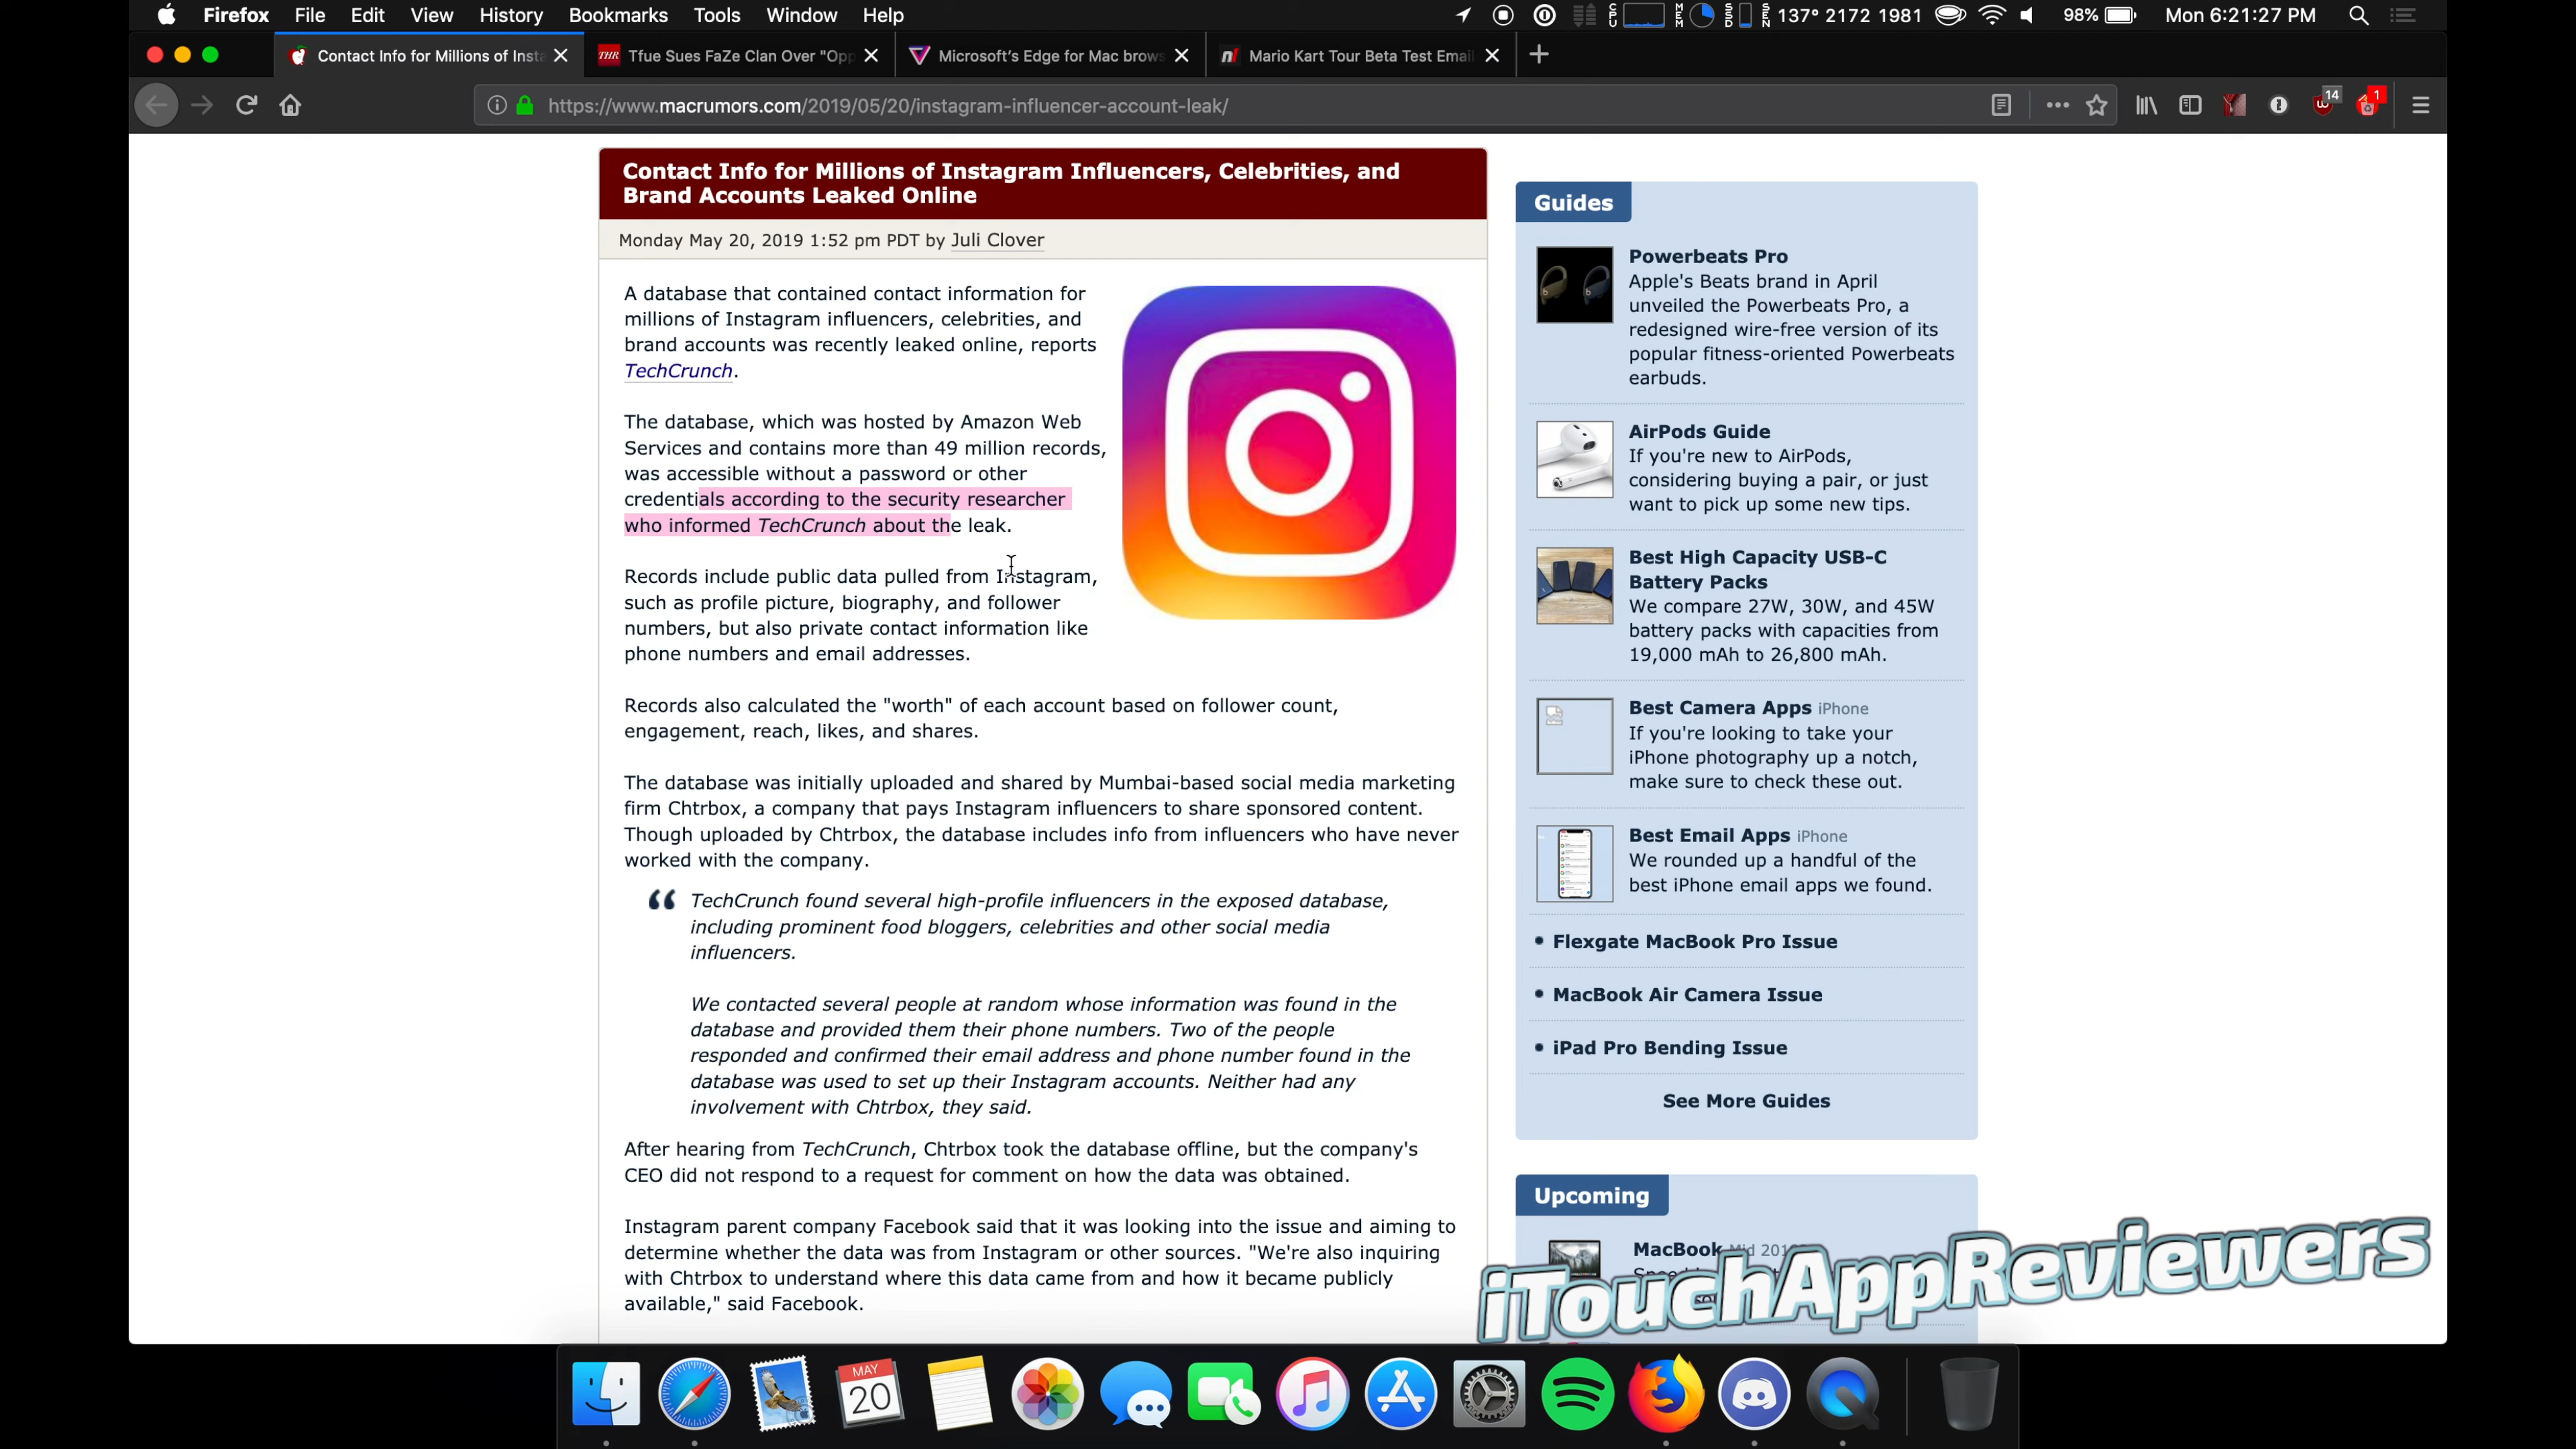 Firefox File Edit View History Bookmarks Tools Window Help
CPU MEM SSD SEN 137° 2172 1981 98% Mon 6:21:27 PM
Contact Info for Millions of Insta
THR Tfue Sues FaZe Clan Over "Opp
Microsoft's Edge for Mac brows
Mario Kart Tour Beta Test Email
https://www.macrumors.com/2019/05/20/instagram-influencer-account-leak/
14
1
Contact Info for Millions of Instagram Influencers, Celebrities, and
Brand Accounts Leaked Online
Monday May 20, 2019 1:52 pm PDT by Juli Clover
A database that contained contact information for
millions of Instagram influencers, celebrities, and
brand accounts was recently leaked online, reports
TechCrunch.
The database, which was hosted by Amazon Web
Services and contains more than 49 million records,
was accessible without a password or other
credentials according to the security researcher
who informed TechCrunch about the leak.
Records include public data pulled from Instagram,
such as profile picture, biography, and follower
numbers, but also private contact information like
phone numbers and email addresses.
Records also calculated the "worth" of each account based on follower count,
engagement, reach, likes, and shares.
The database was initially uploaded and shared by Mumbai-based social media marketing
firm Chtrbox, a company that pays Instagram influencers to share sponsored content.
Though uploaded by Chtrbox, the database includes info from influencers who have never
worked with the company.
“ TechCrunch found several high-profile influencers in the exposed database,
including prominent food bloggers, celebrities and other social media
influencers.
We contacted several people at random whose information was found in the
database and provided them their phone numbers. Two of the people
responded and confirmed their email address and phone number found in the
database was used to set up their Instagram accounts. Neither had any
involvement with Chtrbox, they said.
After hearing from TechCrunch, Chtrbox took the database offline, but the company's
CEO did not respond to a request for comment on how the data was obtained.
Instagram parent company Facebook said that it was looking into the issue and aiming to
determine whether the data was from Instagram or other sources. "We're also inquiring
with Chtrbox to understand where this data came from and how it became publicly
available," said Facebook.
Guides
Powerbeats Pro
Apple's Beats brand in April
unveiled the Powerbeats Pro, a
redesigned wire-free version of its
popular fitness-oriented Powerbeats
earbuds.
AirPods Guide
If you're new to AirPods,
considering buying a pair, or just
want to pick up some new tips.
Best High Capacity USB-C
Battery Packs
We compare 27W, 30W, and 45W
battery packs with capacities from
19,000 mAh to 26,800 mAh.
Best Camera Apps iPhone
If you're looking to take your
iPhone photography up a notch,
make sure to check these out.
Best Email Apps iPhone
We rounded up a handful of the
best iPhone email apps we found.
• Flexgate MacBook Pro Issue
• MacBook Air Camera Issue
• iPad Pro Bending Issue
See More Guides
Upcoming
MacBook Mid
iTouchAppReviewers
MAY
20